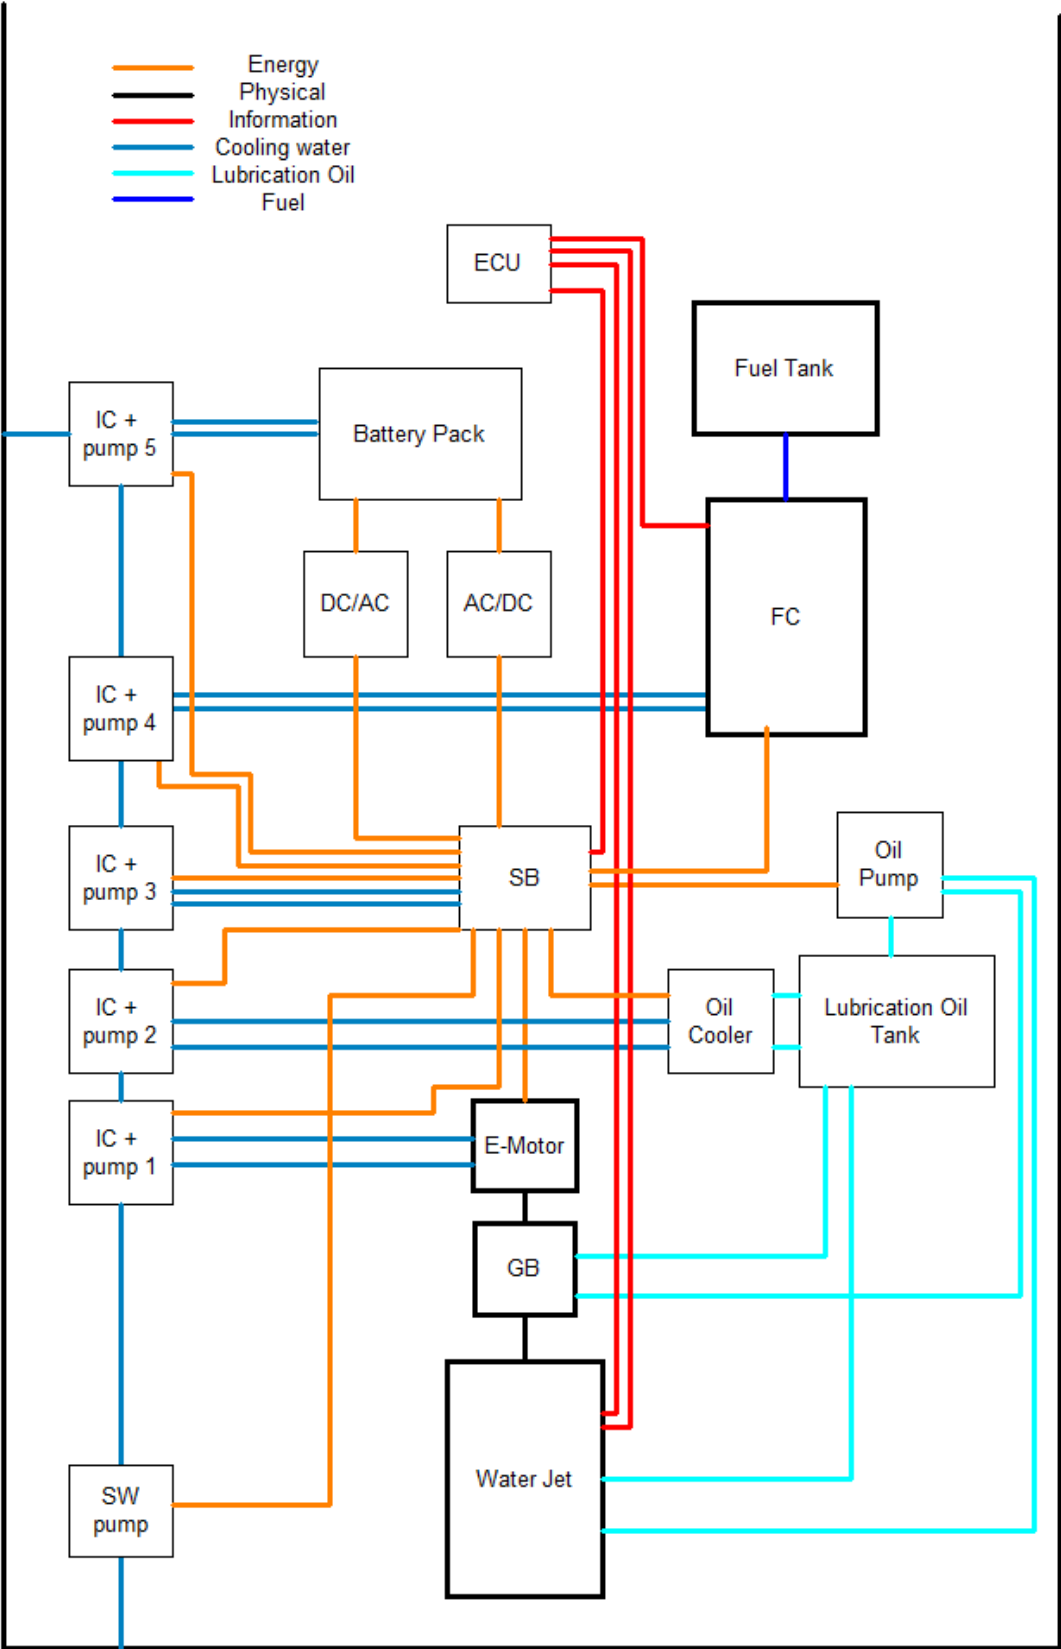 Energy
Physical
Information
Cooling water
Lubrication Oil
Fuel
ECU
Fuel Tank
IC +
pump 5
Battery Pack
DC/AC
AC/DC
FC
IC +
pump 4
IC +
pump 3
SB
Oil
Pump
IC +
pump 2
Oil
Cooler
Lubrication Oil
Tank
IC +
pump 1
E-Motor
GB
Water Jet
SW
pump